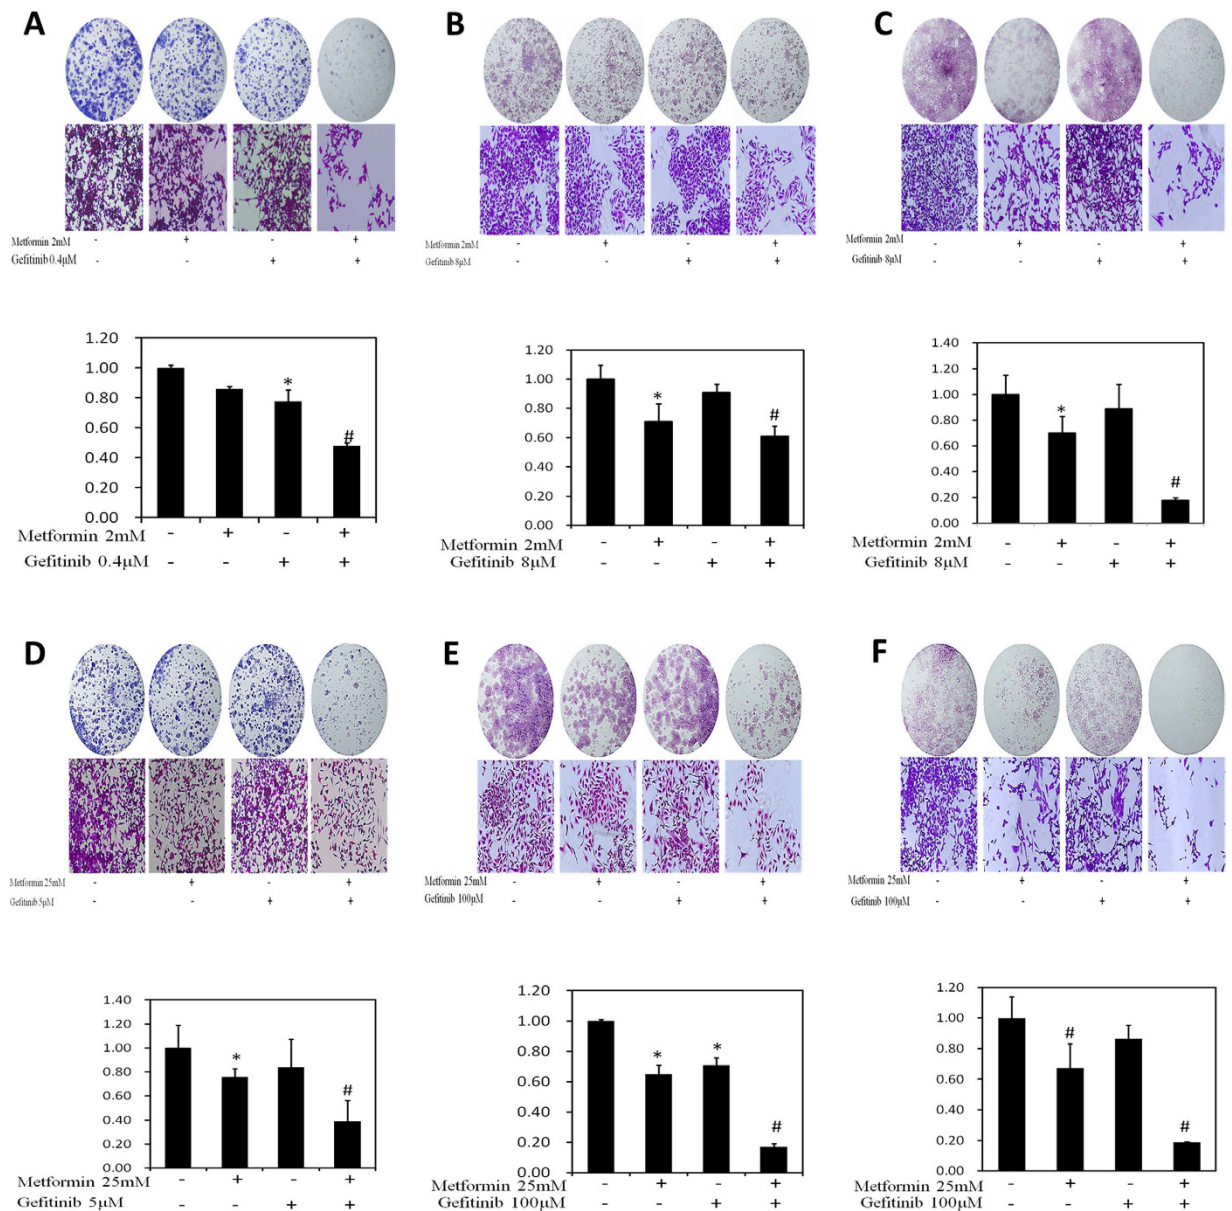 A
Metformin 2mM - + - +
Gefitinib 0.4μM - - + +
1.20
1.00
0.80
0.60
0.40
0.20
0.00
*
#
Metformin 2mM - + - +
Gefitinib 0.4μM - - + +
B
Metformin 2mM - + - +
Gefitinib 8μM - - + +
1.20
1.00
0.80
0.60
0.40
0.20
0.00
*
#
Metformin 2mM - + - +
Gefitinib 8μM - - + +
C
Metformin 2mM - + - +
Gefitinib 8μM - - + +
1.40
1.20
1.00
0.80
0.60
0.40
0.20
0.00
*
#
Metformin 2mM - + - +
Gefitinib 8μM - - + +
D
Metformin 25mM - + - +
Gefitinib 5μM - - + +
1.40
1.20
1.00
0.80
0.60
0.40
0.20
0.00
*
#
Metformin 25mM - + - +
Gefitinib 5μM - - + +
E
Metformin 25mM - + - +
Gefitinib 100μM - - + +
1.20
1.00
0.80
0.60
0.40
0.20
0.00
* *
#
Metformin 25mM - + - +
Gefitinib 100μM - - + +
F
Metformin 25mM - + - +
Gefitinib 100μM - - + +
1.20
1.00
0.80
0.60
0.40
0.20
0.00
#
#
Metformin 25mM - + - +
Gefitinib 100μM - - + +